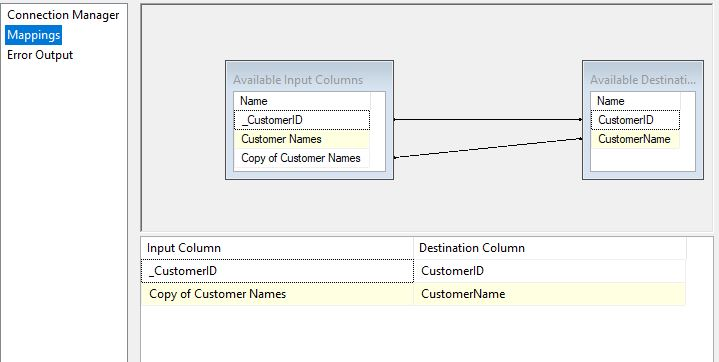 Connection Manager
Mappings
Error Output
Available Input Columns
Name
_CustomerID
Customer Names
Copy of Customer Names
Available Destinati...
Name
CustomerID
CustomerName
Input Column Destination Column
_CustomerID CustomerID
Copy of Customer Names CustomerName